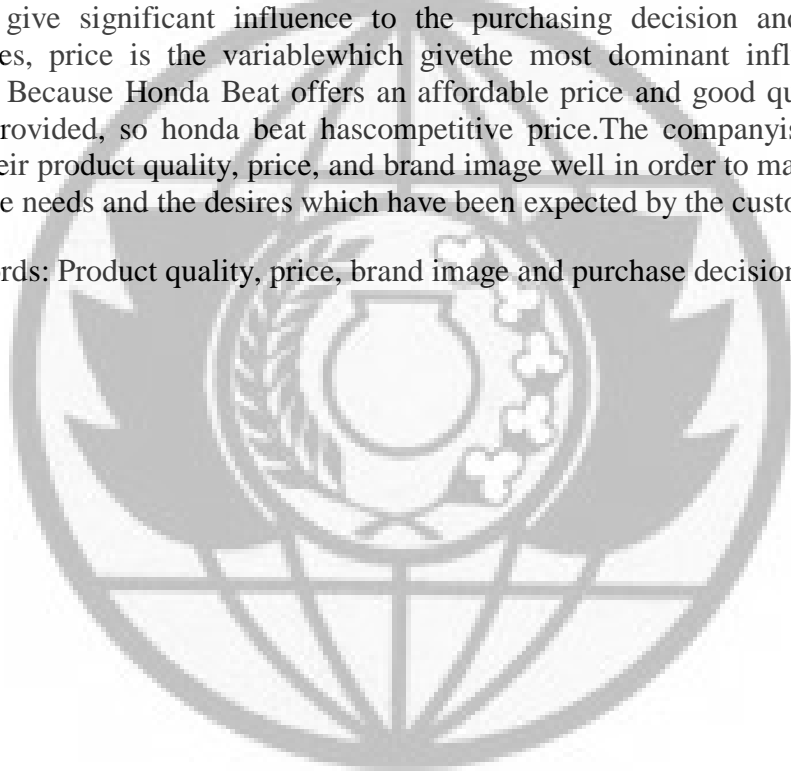 give significant influence to the purchasing decision and
es, price is the variablewhich givethe most dominant infl
Because Honda Beat offers an affordable price and good qu
rovided, so honda beat hascompetitive price.The companyis
eir product quality, price, and brand image well in order to ma
e needs and the desires which have been expected by the custo
rds: Product quality, price, brand image and purchase decision